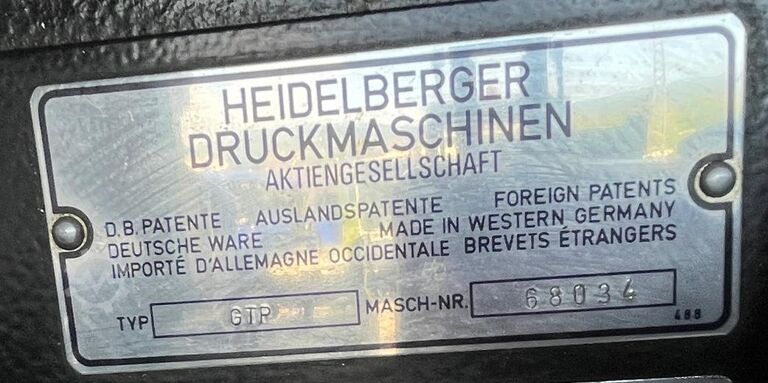 HEIDELBERGER
DRUCKMASCHINEN
AKTIENGESELLSCHAFT
D.B. PATENTE AUSLANDSPATENTE FOREIGN PATENTS
DEUTSCHE WARE MADE IN WESTERN GERMANY
IMPORTÉ D'ALLEMAGNE OCCIDENTALE BREVETS ÉTRANGERS
TYP GTP MASCH-NR. 68034
488